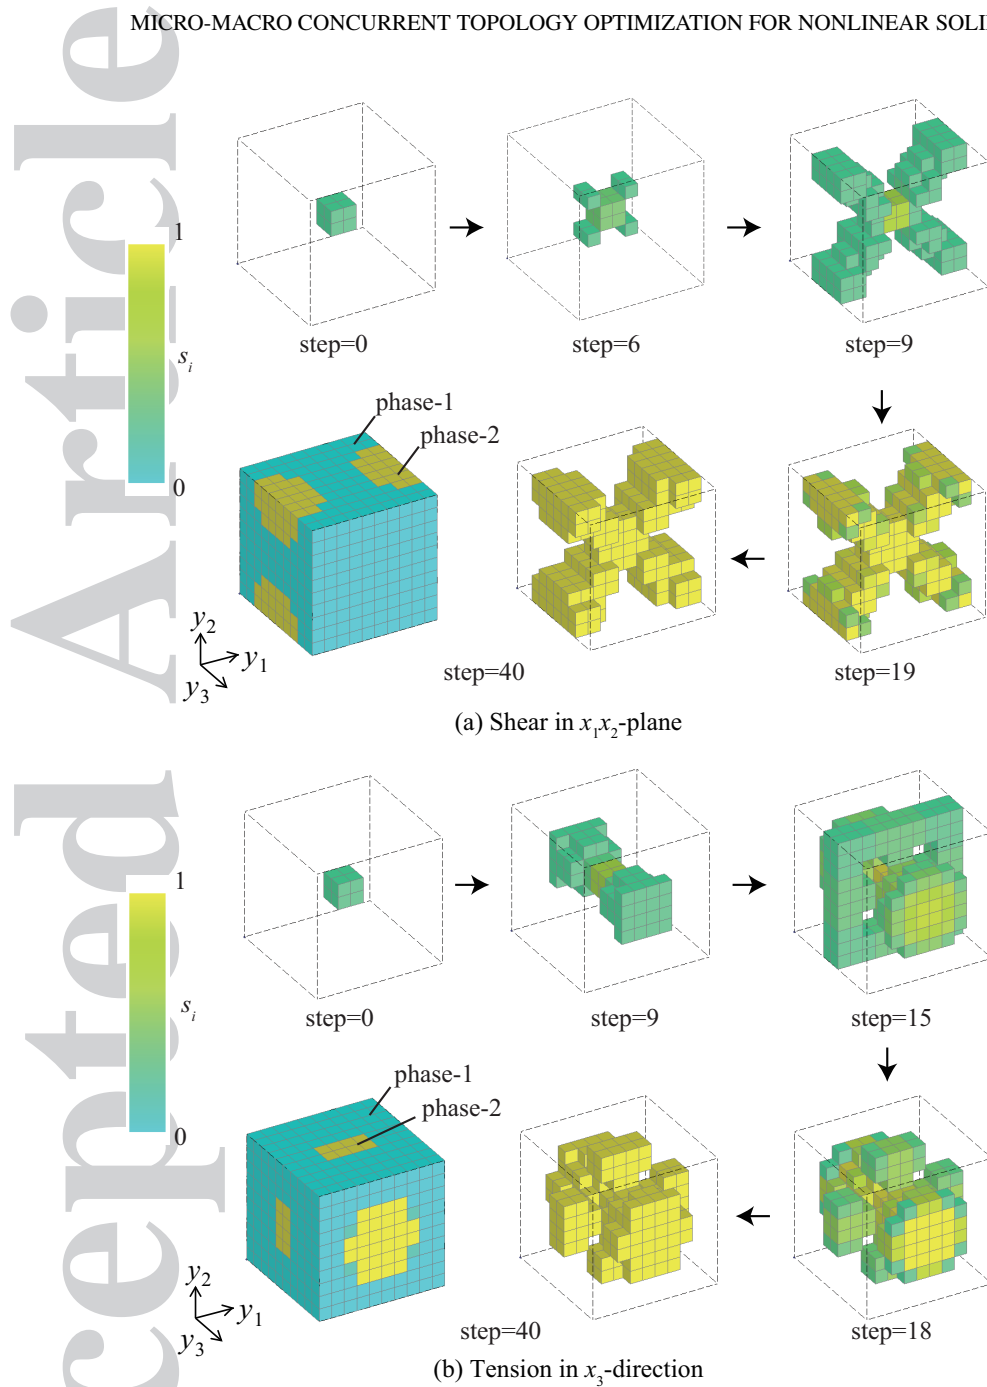 MICRO-MACRO CONCURRENT TOPOLOGY OPTIMIZATION FOR NONLINEAR
Article
1
s_i
0
step=0
step=6
step=9
phase-1
phase-2
y_2
y_1
y_3
step=40
step=19
(a) Shear in x_1x_2-plane
cepted
1
s_i
0
step=0
step=9
step=15
phase-1
phase-2
y_2
y_1
y_3
step=40
step=18
(b) Tension in x_3-direction